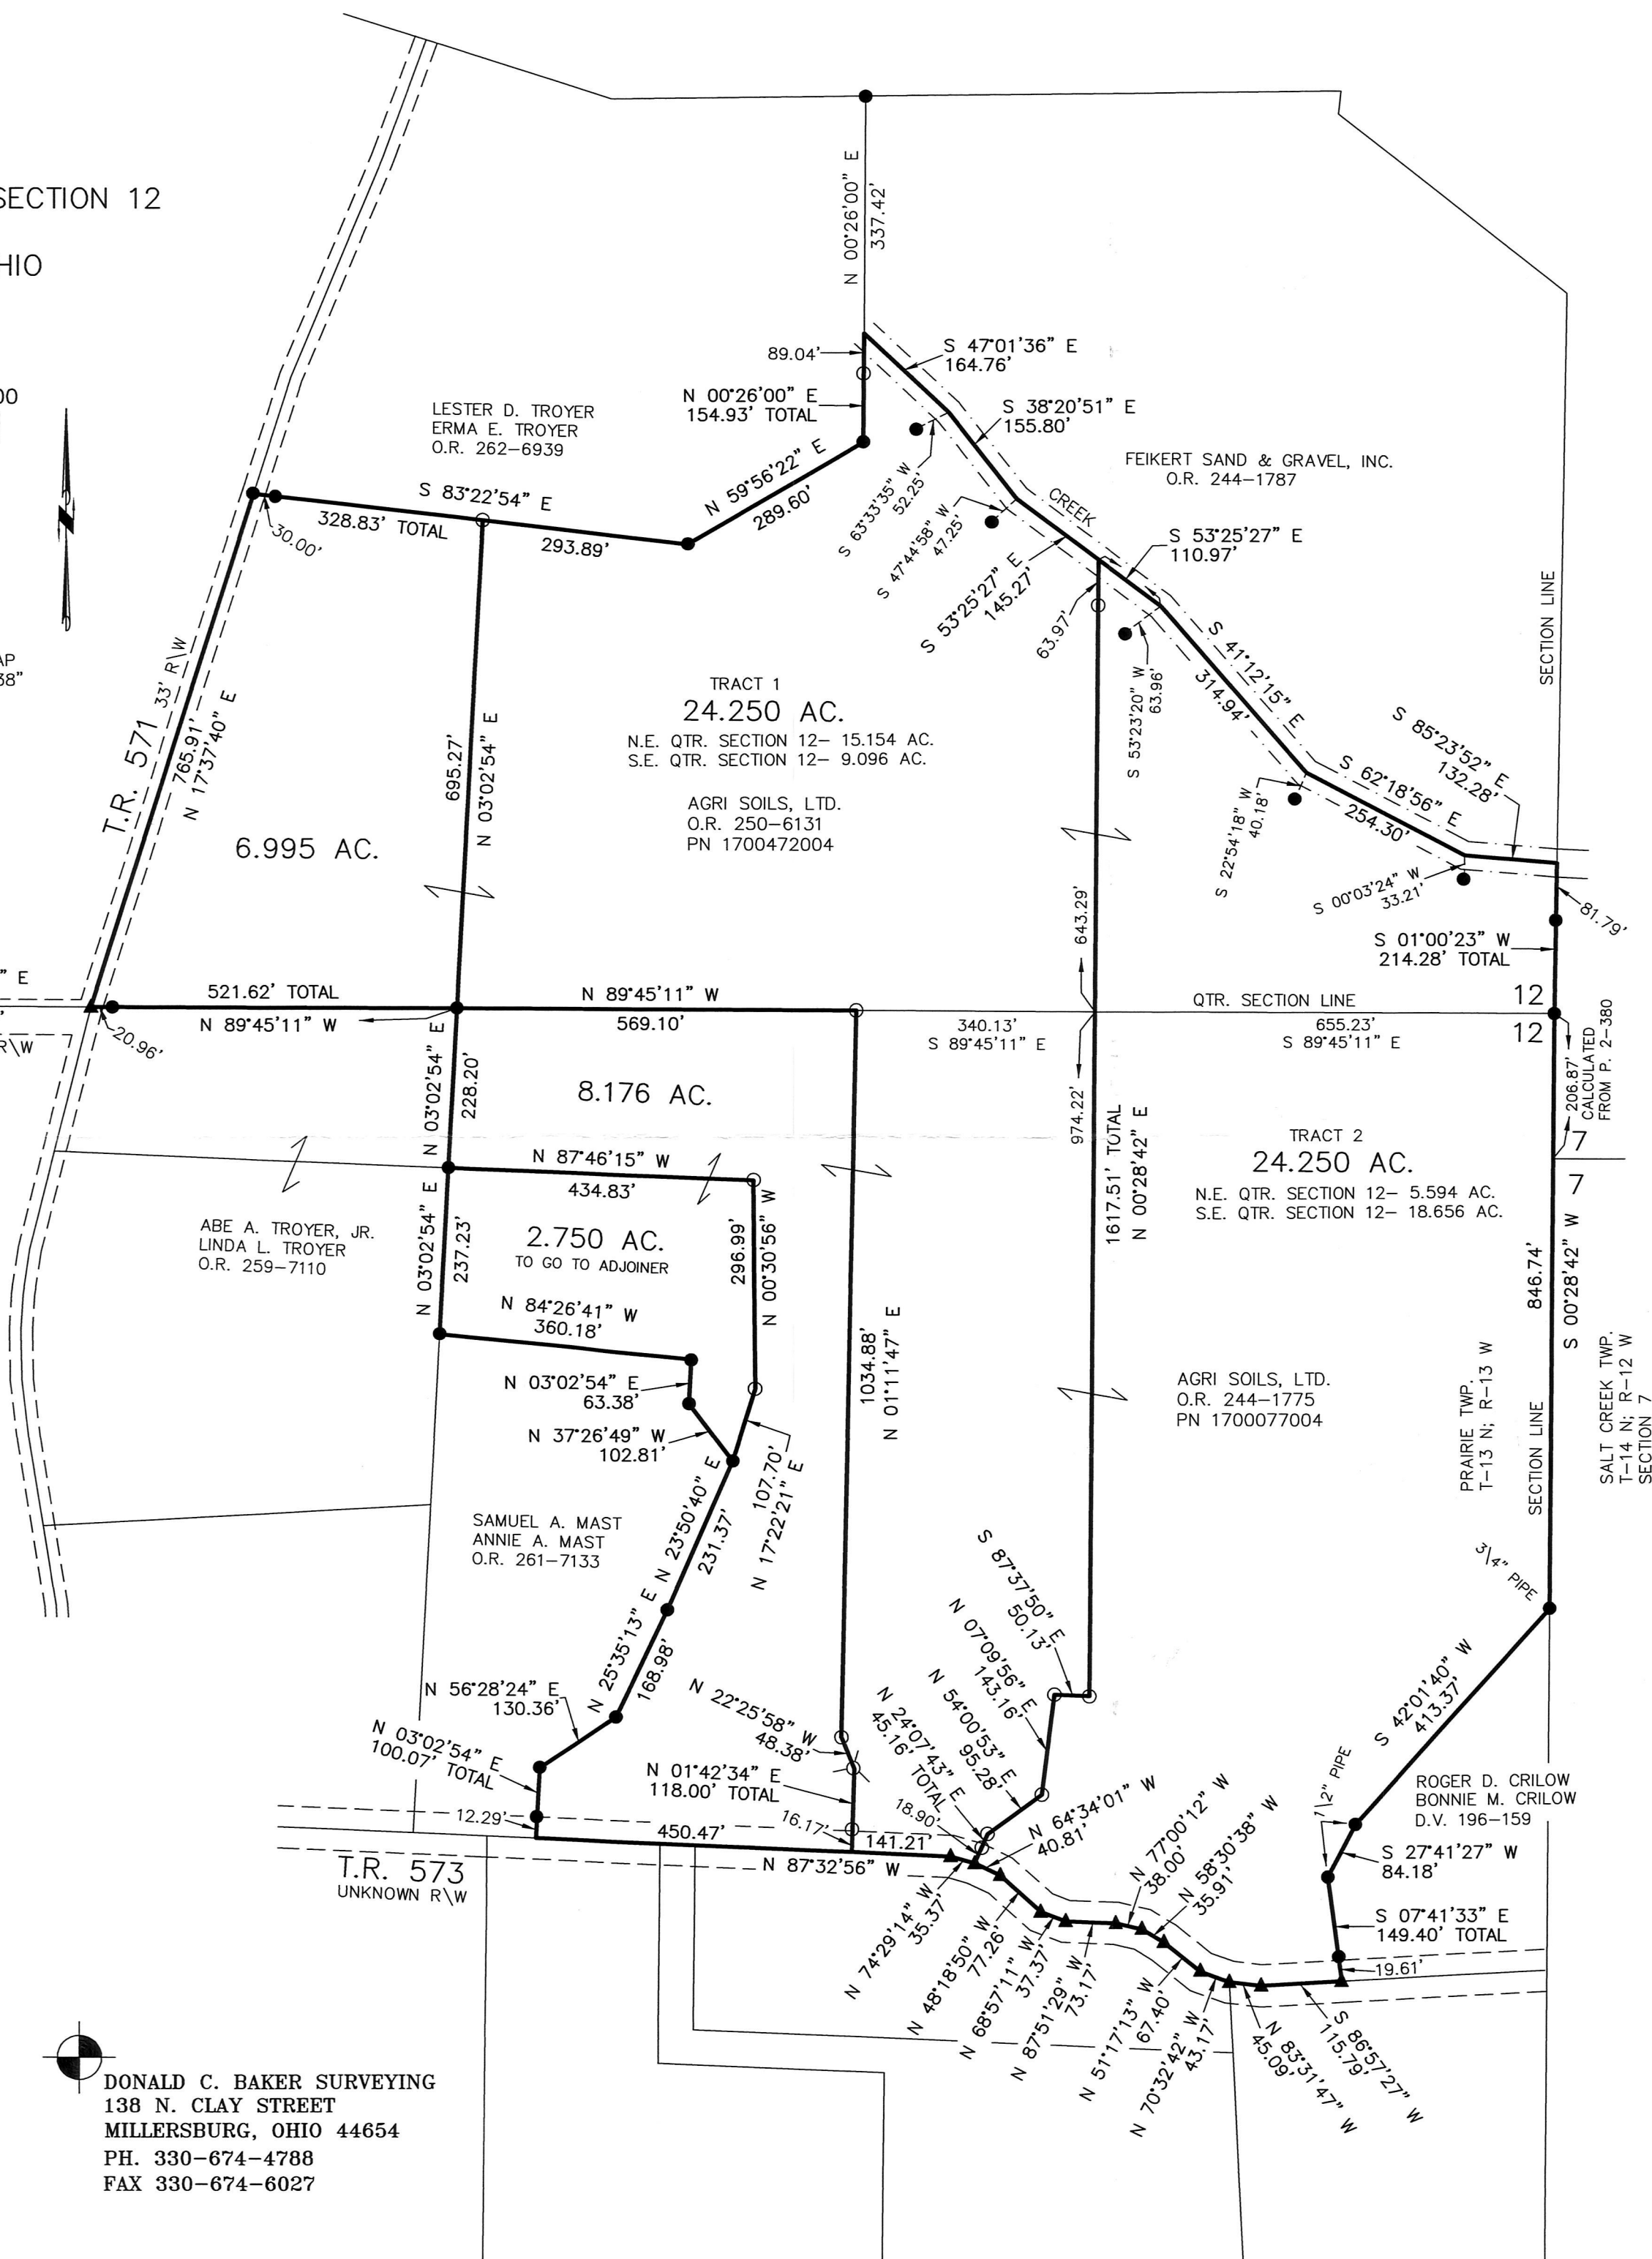 SECTION 12
HIO
00
AP
38"
N 00°26'00" E
337.42'
89.04'
N 00°26'00" E
154.93' TOTAL
S 47°01'36" E
164.76'
S 38°20'51" E
155.80'
LESTER D. TROYER
ERMA E. TROYER
O.R. 262-6939
FEIKERT SAND & GRAVEL, INC.
O.R. 244-1787
S 83°22'54" E
328.83' TOTAL
30.00'
293.89'
N 59°56'22" E
289.60'
S 63°33'35" W
52.25'
S 47°44'58" W
47.25'
CREEK
S 53°25'27" E
145.27'
S 53°25'27" E
110.97'
63.97'
S 53°23'20" W
63.96'
S 41°12'15" E
314.94'
SECTION LINE
T.R. 571 33' R\W
765.91'
N 17°37'40" E
695.27'
N 03°02'54" E
TRACT 1
24.250 AC.
N.E. QTR. SECTION 12- 15.154 AC.
S.E. QTR. SECTION 12- 9.096 AC.
AGRI SOILS, LTD.
O.R. 250-6131
PN 1700472004
6.995 AC.
S 85°23'52" E
132.28'
S 62°18'56" E
254.30'
S 22°54'18" W
40.18'
S 00°03'24" W
33.21'
81.79'
S 01°00'23" W
214.28' TOTAL
643.29'
" E
'
R\W
521.62' TOTAL
N 89°45'11" W
20.96'
N 89°45'11" W
569.10'
340.13'
S 89°45'11" E
QTR. SECTION LINE
655.23'
S 89°45'11" E
12
12
206.87'
CALCULATED
FROM P. 2-380
7
7
974.22'
1617.51' TOTAL
N 00°28'42" E
N 03°02'54" E
228.20'
8.176 AC.
N 87°46'15" W
434.83'
TRACT 2
24.250 AC.
N.E. QTR. SECTION 12- 5.594 AC.
S.E. QTR. SECTION 12- 18.656 AC.
ABE A. TROYER, JR.
LINDA L. TROYER
O.R. 259-7110
N 03°02'54" E
237.23'
2.750 AC.
TO GO TO ADJOINER
296.99'
N 00°30'56" W
N 84°26'41" W
360.18'
N 03°02'54" E
63.38'
N 37°26'49" W
102.81'
107.70'
N 17°22'21" E
1034.88'
N 01°11'47" E
AGRI SOILS, LTD.
O.R. 244-1775
PN 1700077004
846.74'
S 00°28'42" W
PRAIRIE TWP.
T-13 N; R-13 W
SECTION LINE
SALT CREEK TWP.
T-14 N; R-12 W
SECTION 7
SAMUEL A. MAST
ANNIE A. MAST
O.R. 261-7133
N 23°50'40" E
231.37'
N 25°35'13" E
168.98'
N 56°28'24" E
130.36'
N 03°02'54" E
100.07' TOTAL
12.29'
N 22°25'58" W
48.38'
N 01°42'34" E
118.00' TOTAL
16.17'
S 87°37'50" E
50.13'
N 07°09'56" E
143.16'
N 54°00'53" E
95.28'
N 24°07'43" E
45.16' TOTAL
18.90'
3/4" PIPE
S 42°01'40" W
413.37'
1/2" PIPE
ROGER D. CRILOW
BONNIE M. CRILOW
D.V. 196-159
S 27°41'27" W
84.18'
S 07°41'33" E
149.40' TOTAL
19.61'
T.R. 573
UNKNOWN R\W
450.47'
N 87°32'56" W
141.21'
N 64°34'01" W
40.81'
N 77°00'12" W
38.00'
N 58°30'38" W
35.91'
N 74°29'14" W
35.37'
N 48°18'50" W
77.26'
N 68°57'11" W
37.37'
N 87°51'29" W
73.17'
N 51°17'13" W
67.40'
N 70°32'42" W
43.17'
N 83°31'47" W
45.09'
S 86°57'27" W
115.79'
DONALD C. BAKER SURVEYING
138 N. CLAY STREET
MILLERSBURG, OHIO 44654
PH. 330-674-4788
FAX 330-674-6027